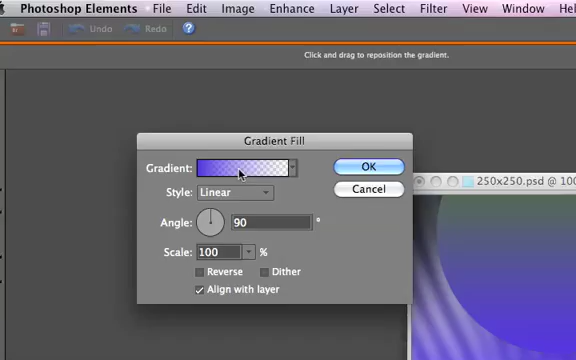 Photoshop Elements File Edit Image Enhance Layer Select Filter View Window Help
Undo Redo ?
Click and drag to reposition the gradient.
Gradient Fill
Gradient: OK
Style: Linear Cancel
250x250.psd @ 100
Angle: 90 °
Scale: 100 %
Reverse Dither
Align with layer